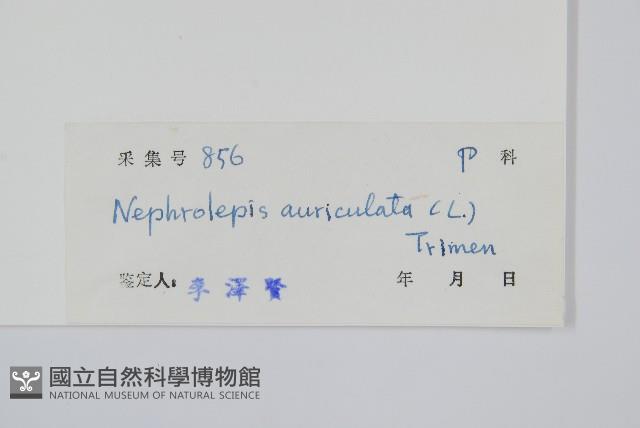 采集号 856 P 科
Nephrolepis auriculata (L.)
Trimen
鉴定人: 李澤賢 年 月 日
國立自然科學博物館
NATIONAL MUSEUM OF NATURAL SCIENCE